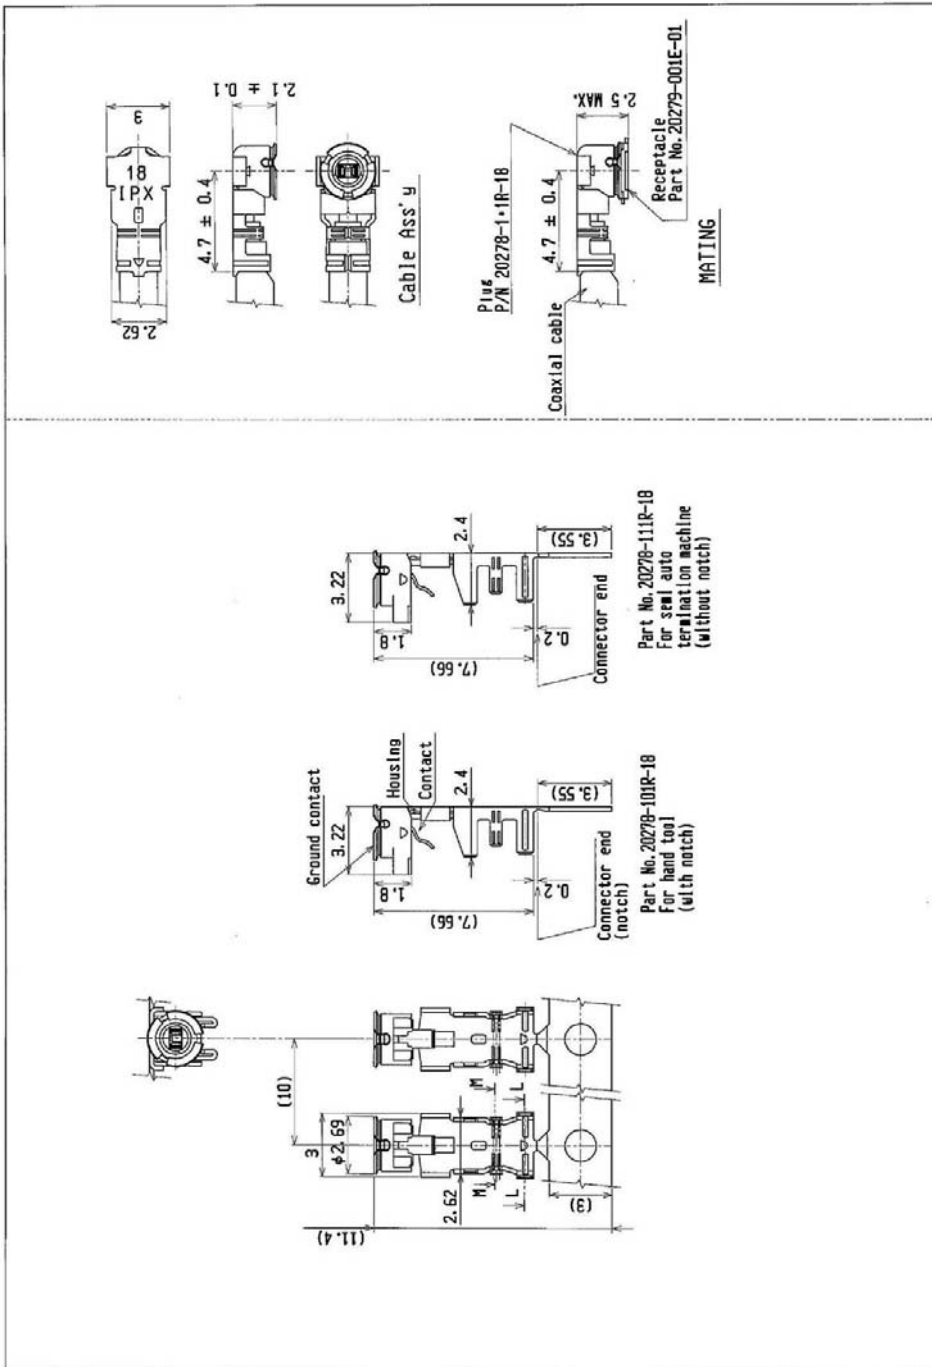 3
18
IPX
2.62
4.7 ± 0.4
2.1 ± 0.1
Cable Ass'y
Plug
P/N 20278-1*1R-18
Coaxial cable
4.7 ± 0.4
2.5 MAX.
Receptacle
Part No.20279-001E-01
MATING
3.22
1.8
2.4
(7.66)
(3.55)
0.2
Connector end
Part No.20278-111R-18
For semi auto
termination machine
(without notch)
Ground contact
Housing
Contact
3.22
1.8
2.4
(7.66)
(3.55)
0.2
Connector end
(notch)
Part No.20278-101R-18
For hand tool
(with notch)
(10)
3
φ2.69
2.62
(11.4)
M
M
L
L
(3)